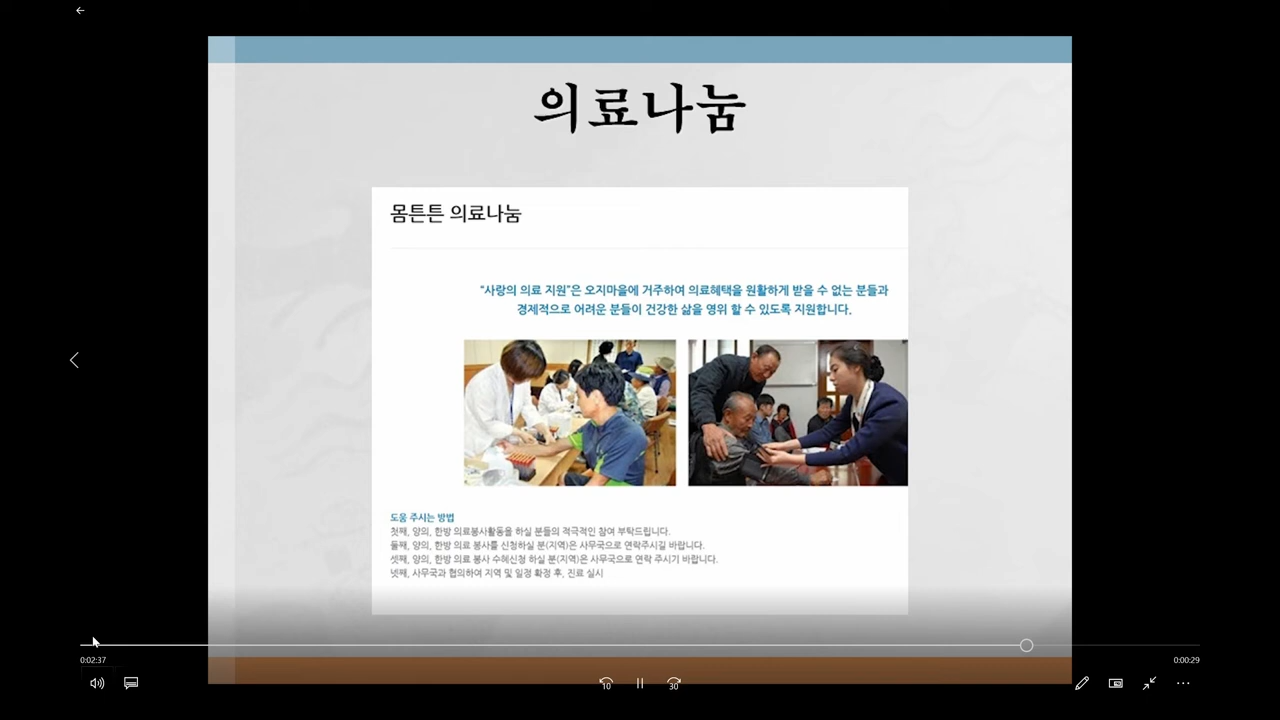 의료나눔
몸튼튼 의료나눔
“사랑의 의료 지원”은 오지마을에 거주하여 의료혜택을 원활하게 받을 수 없는 분들과
경제적으로 어려운 분들이 건강한 삶을 영위 할 수 있도록 지원합니다.
도움 주시는 방법
첫째, 양의, 한방 의료봉사활동을 하실 분들의 적극적인 참여 부탁드립니다.
둘째, 양의, 한방 의료 봉사를 신청하실 분(지역)은 사무국으로 연락주시길 바랍니다.
셋째, 양의, 한방 의료 봉사 수혜신청 하실 분(지역)은 사무국으로 연락 주시기 바랍니다.
넷째, 사무국과 협의하여 지역 및 일정 확정 후, 진료 실시
0:02:37
0:00:29
10
30